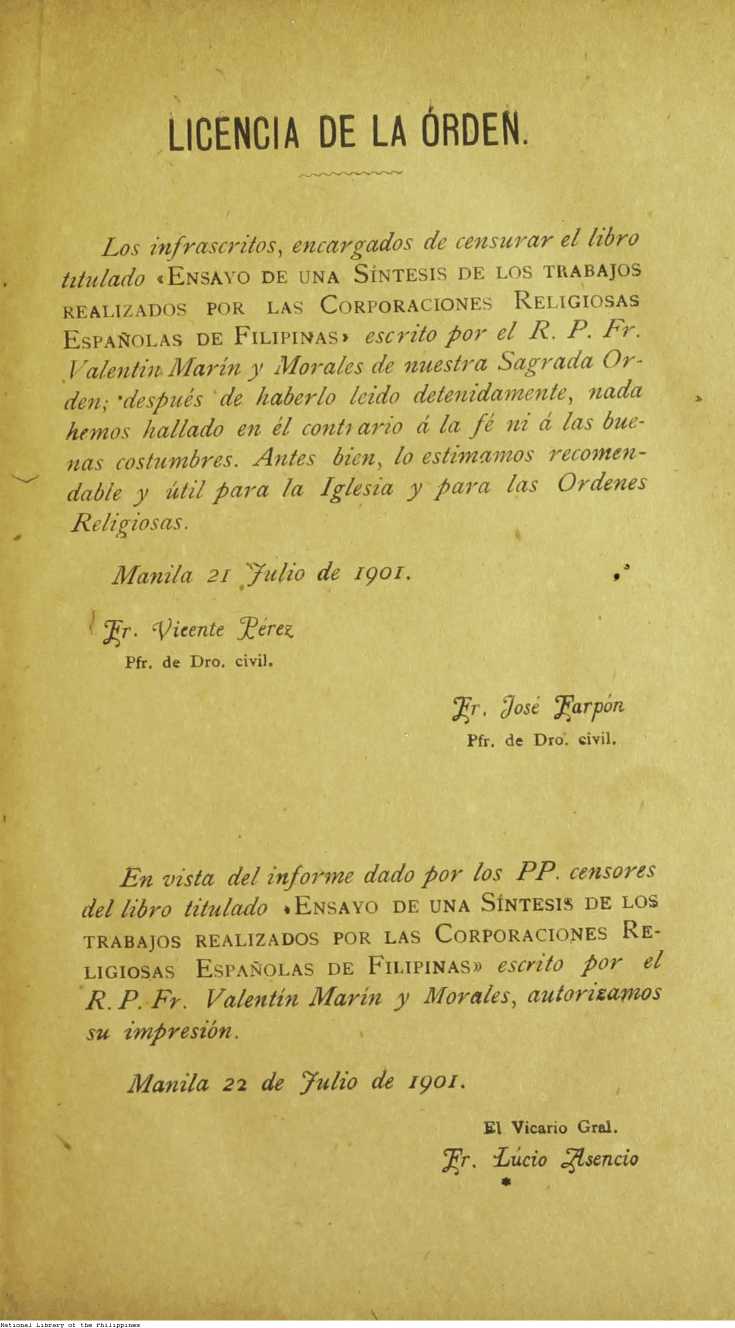 LICENCIA DE LA ÓRDEN.
Los infrascritos, encargados de censurar el libro
titulado «ENSAYO DE UNA SÍNTESIS DE LOS TRABAJOS
REALIZADOS POR LAS CORPORACIONES RELIGIOSAS
ESPAÑOLAS DE FILIPINAS» escrito por el R. P. Fr.
Valentin Marín y Morales de nuestra Sagrada Or-
den; después de haberlo leido detenidamente, nada
hemos hallado en él contrario á la fé ni á las bue-
nas costumbres. Antes bien, lo estimamos recomen-
dable y útil para la Iglesia y para las Ordenes
Religiosas.
Manila 21 Julio de 1901.
Fr. Vicente Pérez
Pfr. de Dro. civil.
Fr. José Farpón
Pfr. de Dro. civil.
En vista del informe dado por los PP. censores
del libro titulado «ENSAYO DE UNA SÍNTESIS DE LOS
TRABAJOS REALIZADOS POR LAS CORPORACIONES RE-
LIGIOSAS ESPAÑOLAS DE FILIPINAS» escrito por el
R. P. Fr. Valentín Marín y Morales, autorizamos
su impresión.
Manila 22 de Julio de 1901.
El Vicario Gral.
Fr. Lúcio Asencio
*
National Library of the Philippines